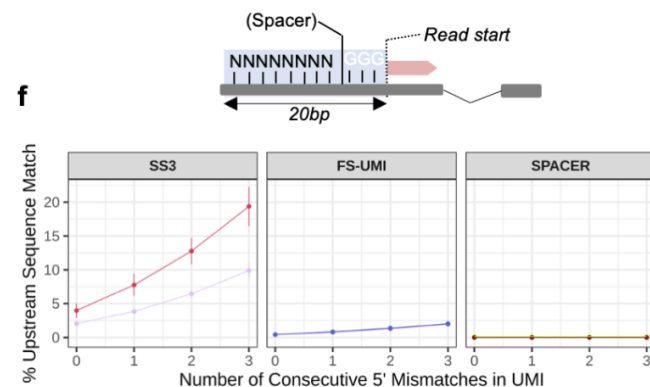 (Spacer)
Read start
NNNNNNNN GGG
20bp
f
SS3 FS-UMI SPACER
% Upstream Sequence Match
20
15
10
5
0
0 1 2 3 0 1 2 3 0 1 2 3
Number of Consecutive 5' Mismatches in UMI